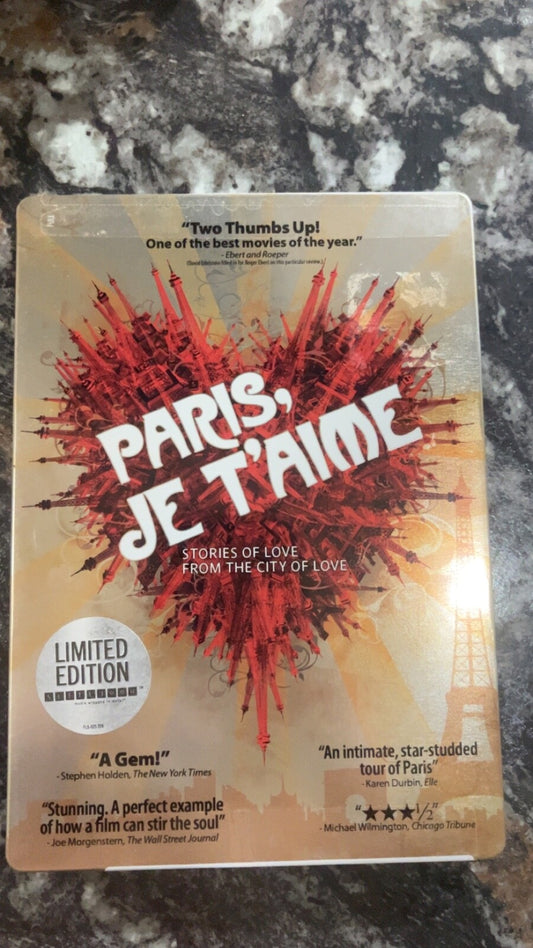 “Two Thumbs Up!
One of the best movies of the year.”
- Ebert and Roeper
PARIS,
JE T'AIME
STORIES OF LOVE
FROM THE CITY OF LOVE
LIMITED
EDITION
“A Gem!”
- Stephen Holden, The New York Times
“Stunning. A perfect example
of how a film can stir the soul”
- Joe Morgenstern, The Wall Street Journal
“An intimate, star-studded
tour of Paris”
- Karen Durbin, Elle
“★★★½”
- Michael Wilmington, Chicago Tribune